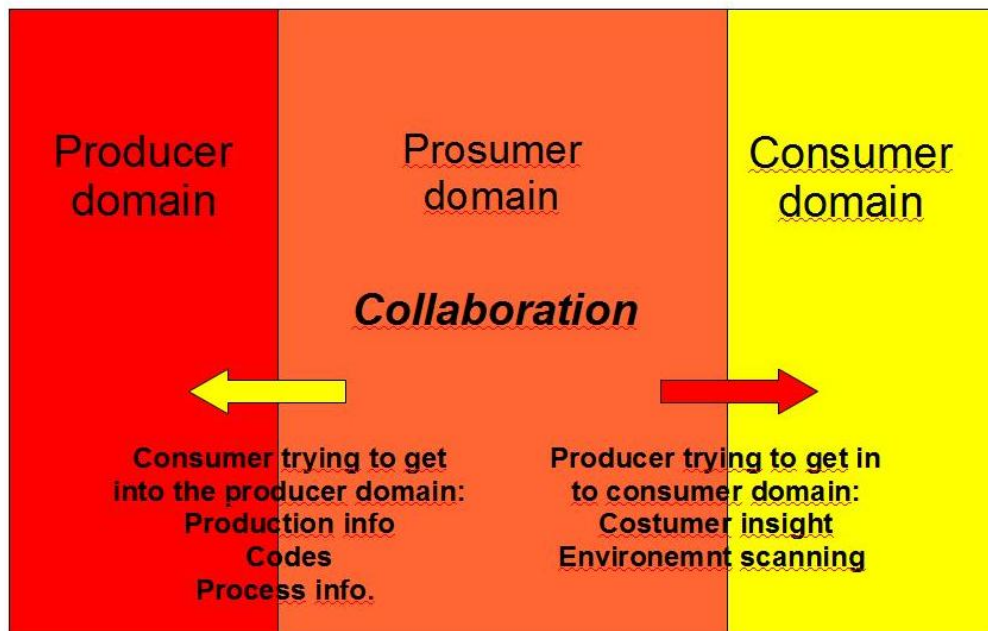 Producer
domain
Prosumer
domain
Consumer
domain
Collaboration
Consumer trying to get
into the producer domain:
Production info
Codes
Process info.
Producer trying to get in
to consumer domain:
Costumer insight
Environemnt scanning